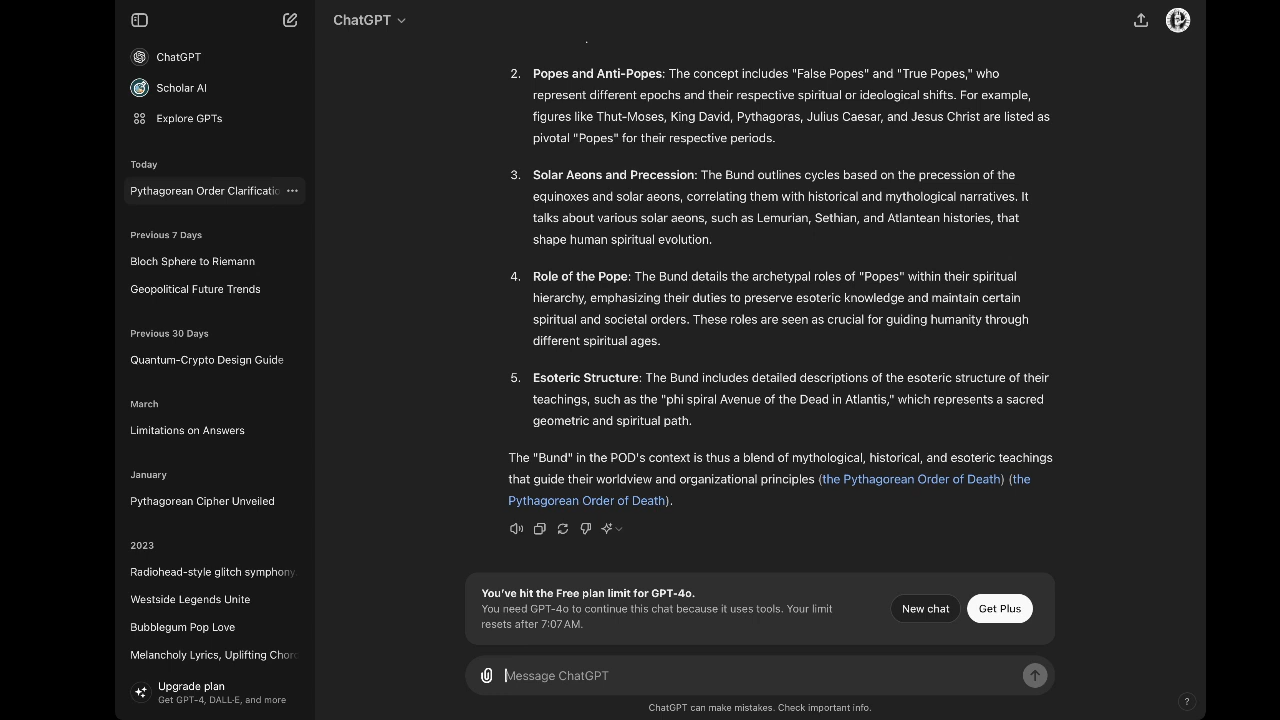 ChatGPT
Scholar AI
Explore GPTs
Today
Pythagorean Order Clarificatio
Previous 7 Days
Bloch Sphere to Riemann
Geopolitical Future Trends
Previous 30 Days
Quantum-Crypto Design Guide
March
Limitations on Answers
January
Pythagorean Cipher Unveiled
2023
Radiohead-style glitch symphony.
Westside Legends Unite
Bubblegum Pop Love
Melancholy Lyrics, Uplifting Chor
Upgrade plan
Get GPT-4, DALL·E, and more
ChatGPT
2. Popes and Anti-Popes: The concept includes "False Popes" and "True Popes," who
represent different epochs and their respective spiritual or ideological shifts. For example,
figures like Thut-Moses, King David, Pythagoras, Julius Caesar, and Jesus Christ are listed as
pivotal "Popes" for their respective periods.
3. Solar Aeons and Precession: The Bund outlines cycles based on the precession of the
equinoxes and solar aeons, correlating them with historical and mythological narratives. It
talks about various solar aeons, such as Lemurian, Sethian, and Atlantean histories, that
shape human spiritual evolution.
4. Role of the Pope: The Bund details the archetypal roles of "Popes" within their spiritual
hierarchy, emphasizing their duties to preserve esoteric knowledge and maintain certain
spiritual and societal orders. These roles are seen as crucial for guiding humanity through
different spiritual ages.
5. Esoteric Structure: The Bund includes detailed descriptions of the esoteric structure of their
teachings, such as the "phi spiral Avenue of the Dead in Atlantis," which represents a sacred
geometric and spiritual path.
The "Bund" in the POD's context is thus a blend of mythological, historical, and esoteric teachings
that guide their worldview and organizational principles (the Pythagorean Order of Death) (the
Pythagorean Order of Death).
You've hit the Free plan limit for GPT-4o.
You need GPT-4o to continue this chat because it uses tools. Your limit
resets after 7:07 AM.
New chat
Get Plus
Message ChatGPT
ChatGPT can make mistakes. Check important info.
?